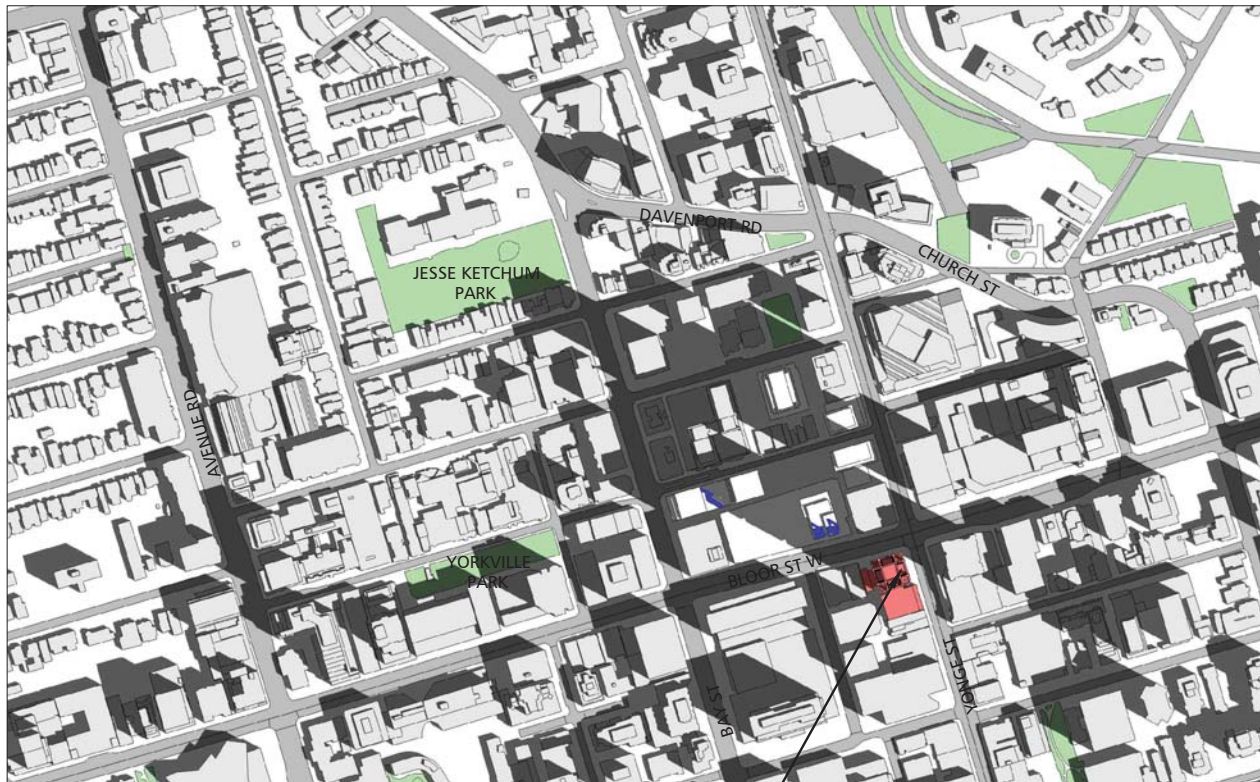 DAVENPORT RD
CHURCH ST
JESSE KETCHUM
PARK
AVENUE RD
YORKVILLE
PARK
BLOOR ST W
BAY ST
YONGE ST